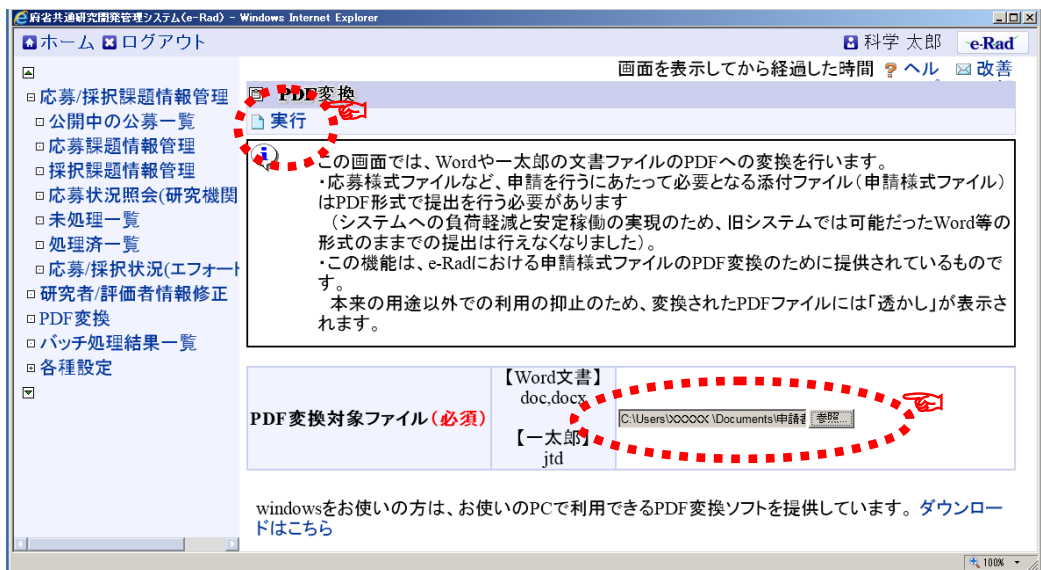 府省共通研究開発管理システム(e-Rad) - Windows Internet Explorer
ホーム ログアウト
科学 太郎 e-Rad
画面を表示してから経過した時間 ヘル 改善
応募/採択課題情報管理
公開中の公募一覧
応募課題情報管理
採択課題情報管理
応募状況照会(研究機関
未処理一覧
処理済一覧
応募/採択状況(エフォート
研究者/評価者情報修正
PDF変換
バッチ処理結果一覧
各種設定
PDF変換
実行
この画面では、Wordや一太郎の文書ファイルのPDFへの変換を行います。
・応募様式ファイルなど、申請を行うにあたって必要となる添付ファイル(申請様式ファイル)
はPDF形式で提出を行う必要があります
(システムへの負荷軽減と安定稼働の実現のため、旧システムでは可能だったWord等の
形式のままでの提出は行えなくなりました)。
・この機能は、e-Radにおける申請様式ファイルのPDF変換のために提供されているもので
す。
本来の用途以外での利用の抑止のため、変換されたPDFファイルには「透かし」が表示さ
れます。
PDF変換対象ファイル(必須)
【Word文書】
doc,docx
【一太郎】
jtd
C:\Users\XXXXX\Documents\申請書 参照...
windowsをお使いの方は、お使いのPCで利用できるPDF変換ソフトを提供しています。ダウンロー
ドはこちら
100%